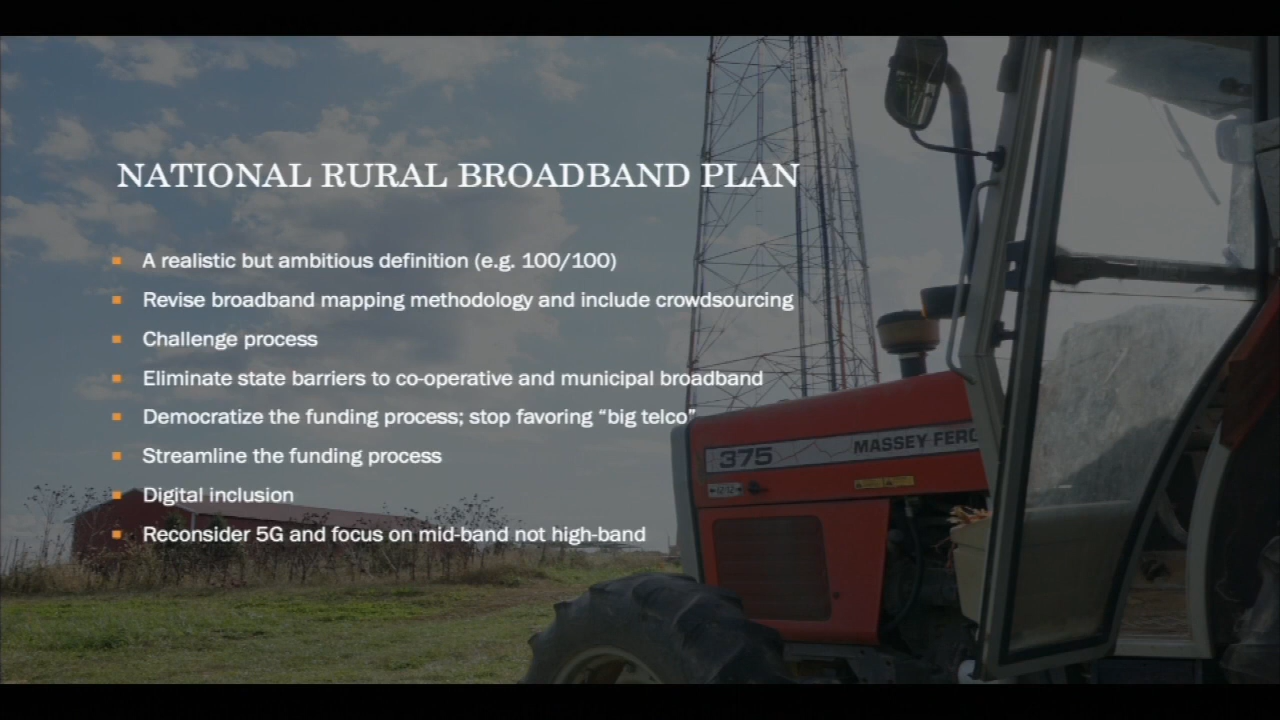 NATIONAL RURAL BROADBAND PLAN
A realistic but ambitious definition (e.g. 100/100)
Revise broadband mapping methodology and include crowdsourcing
Challenge process
Eliminate state barriers to co-operative and municipal broadband
Democratize the funding process; stop favoring “big telco”
Streamline the funding process
Digital inclusion
Reconsider 5G and focus on mid-band not high-band
375
MASSEY FERG